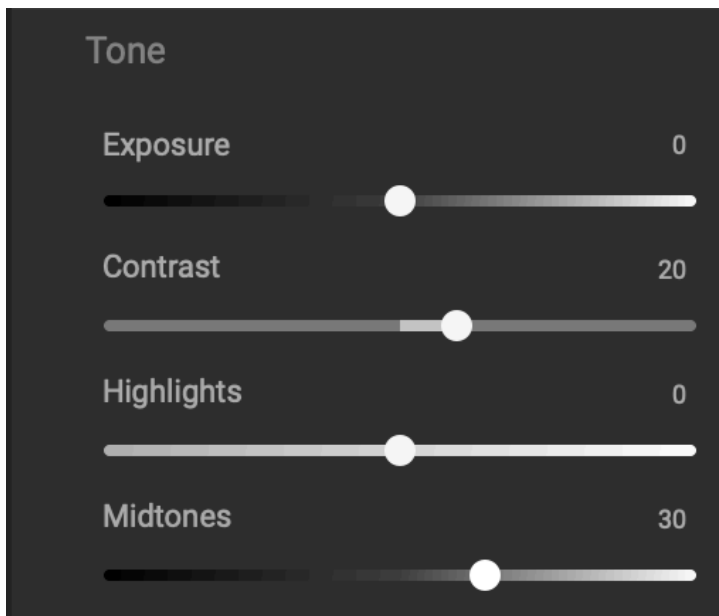 Tone
Exposure 0
Contrast 20
Highlights 0
Midtones 30